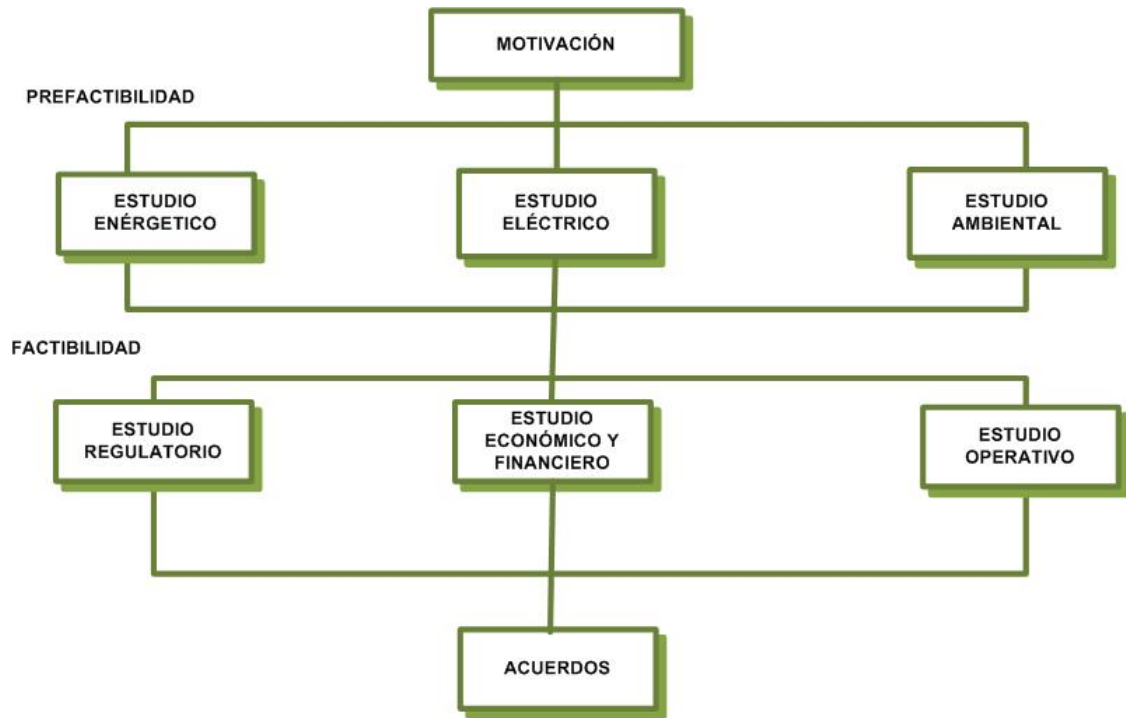 MOTIVACIÓN
PREFACTIBILIDAD
ESTUDIO
ENÉRGETICO
ESTUDIO
ELÉCTRICO
ESTUDIO
AMBIENTAL
FACTIBILIDAD
ESTUDIO
REGULATORIO
ESTUDIO
ECONÓMICO Y
FINANCIERO
ESTUDIO
OPERATIVO
ACUERDOS